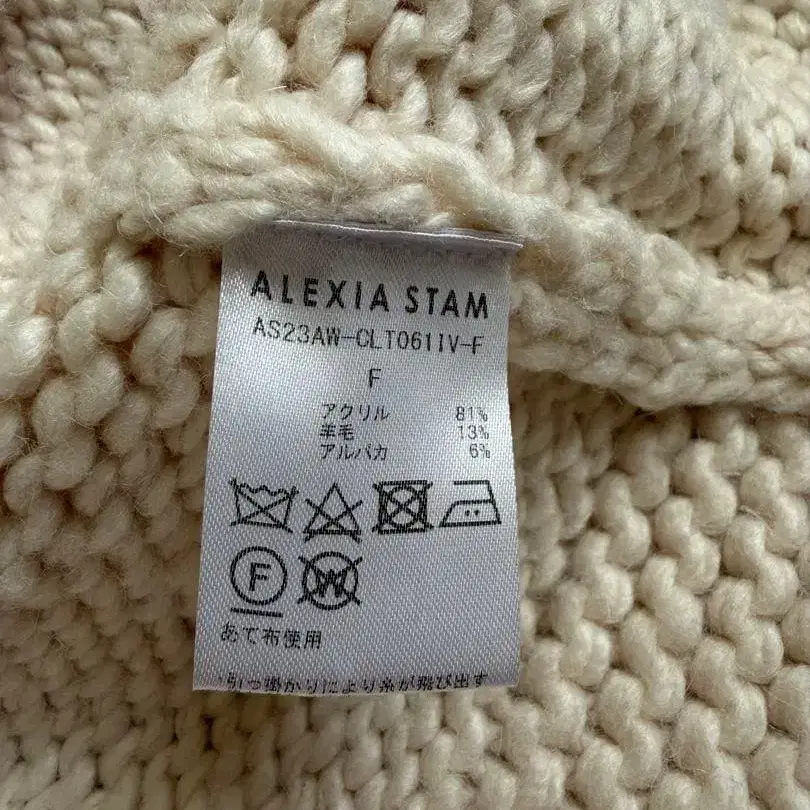 ALEXIA STAM
AS23AW-CLT061IV-F
F
アクリル 81%
羊毛 13%
アルパカ 6%
F
W
あて布使用
引っ掛かりにより糸が飛び出す